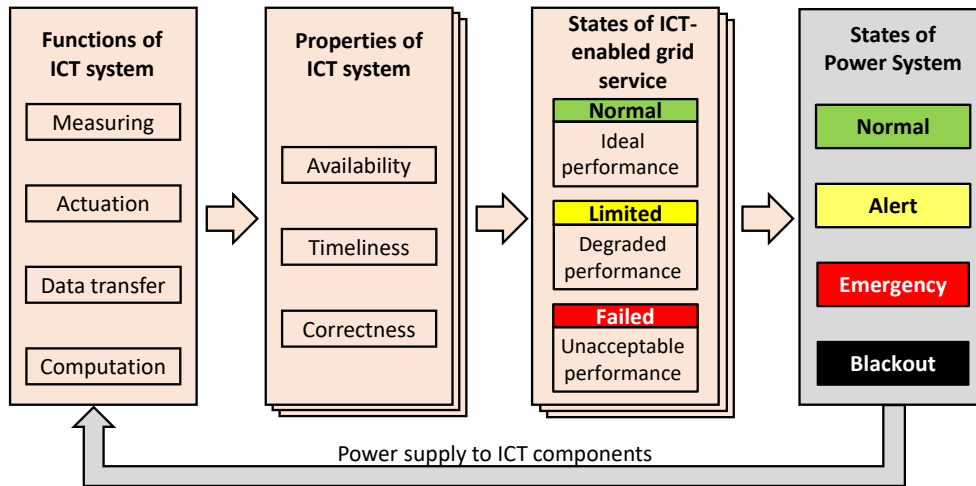 Functions of
ICT system
Measuring
Actuation
Data transfer
Computation
Properties of
ICT system
Availability
Timeliness
Correctness
States of ICT-
enabled grid
service
Normal
Ideal
performance
Limited
Degraded
performance
Failed
Unacceptable
performance
States of
Power System
Normal
Alert
Emergency
Blackout
Power supply to ICT components